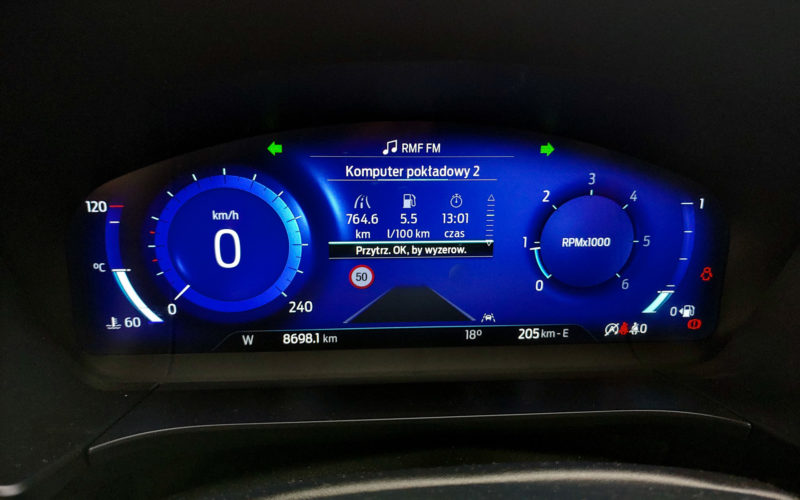 RMF FM
Komputer pokładowy 2
764.6 5.5 13:01
km l/100 km czas
Przytrz. OK, by wyzerow.
50
120
°C
60
km/h
0
0 240
RPMx1000
0 1 2 3 4 5 6
1
0
W 8698.1 km 18° 205 km - E
0